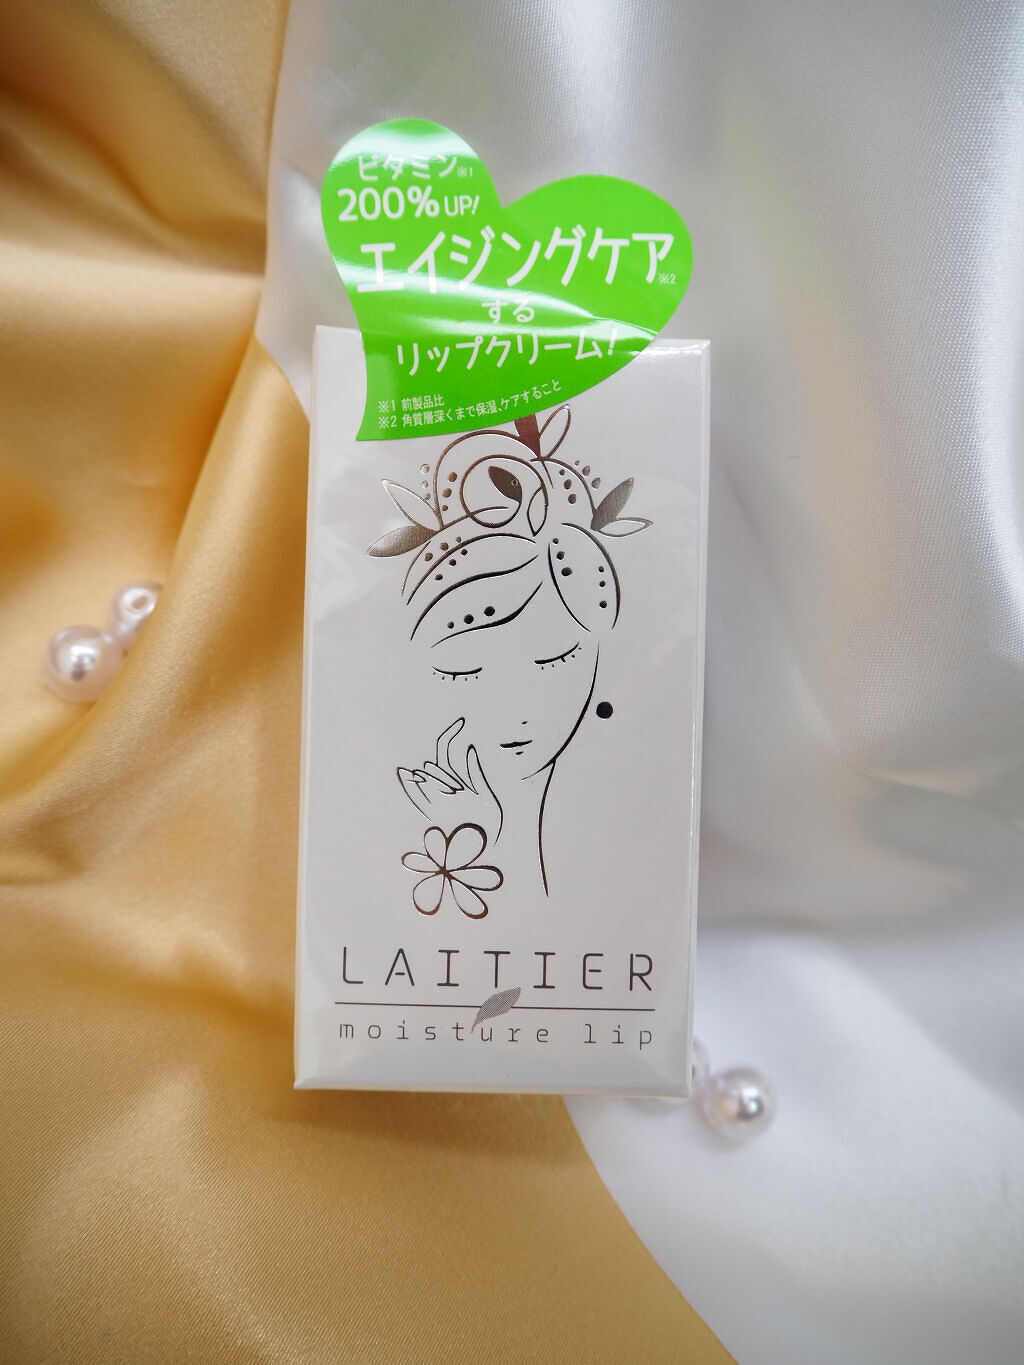 ビタミン※1
200%UP!
エイジングケア※2
する
リップクリーム!
※1 前製品比
※2 角質層深くまで保湿、ケアすること
LAITIER
moisture lip